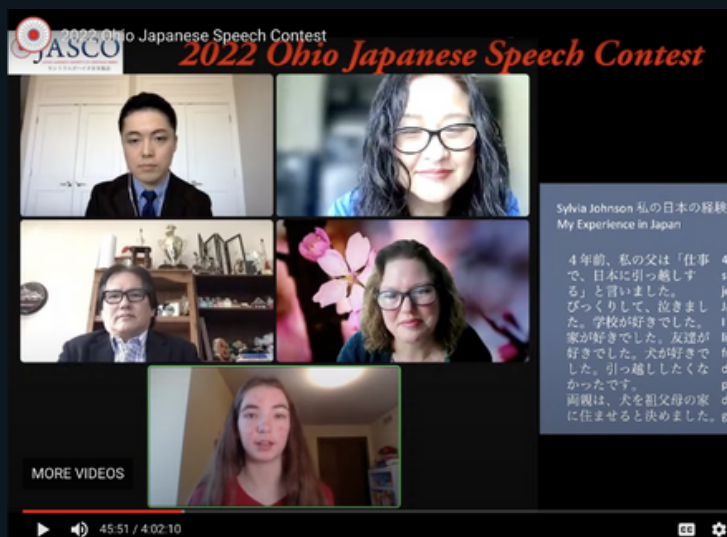 2022 Ohio Japanese Speech Contest
JASCO
2022 Ohio Japanese Speech Contest
Sylvia Johnson 私の日本の経験
My Experience in Japan
4年前、私の父は「仕事
で、日本に引っ越しす
る」と言いました。
びっくりして、泣きまし
た。学校が好きでした。
家が好きでした。友達が
好きでした。犬が好きで
した。引っ越ししたくな
かったです。
両親は、犬を祖父母の家
に住ませると決めました。
MORE VIDEOS
45:51 / 4:02:10
CC